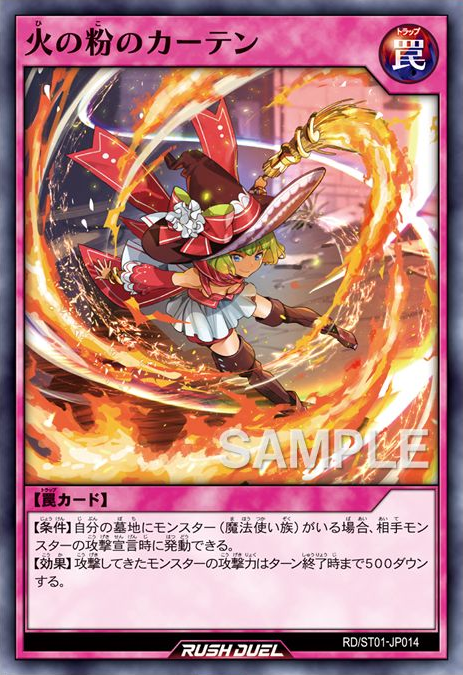 火の粉のカーテン
トラップ
罠
SAMPLE
【罠カード】
【条件】自分の墓地にモンスター(魔法使い族)がいる場合、相手モン
スターの攻撃宣言時に発動できる。
【効果】攻撃してきたモンスターの攻撃力はターン終了時まで500ダウン
する。
RD/ST01-JP014
RUSH DUEL